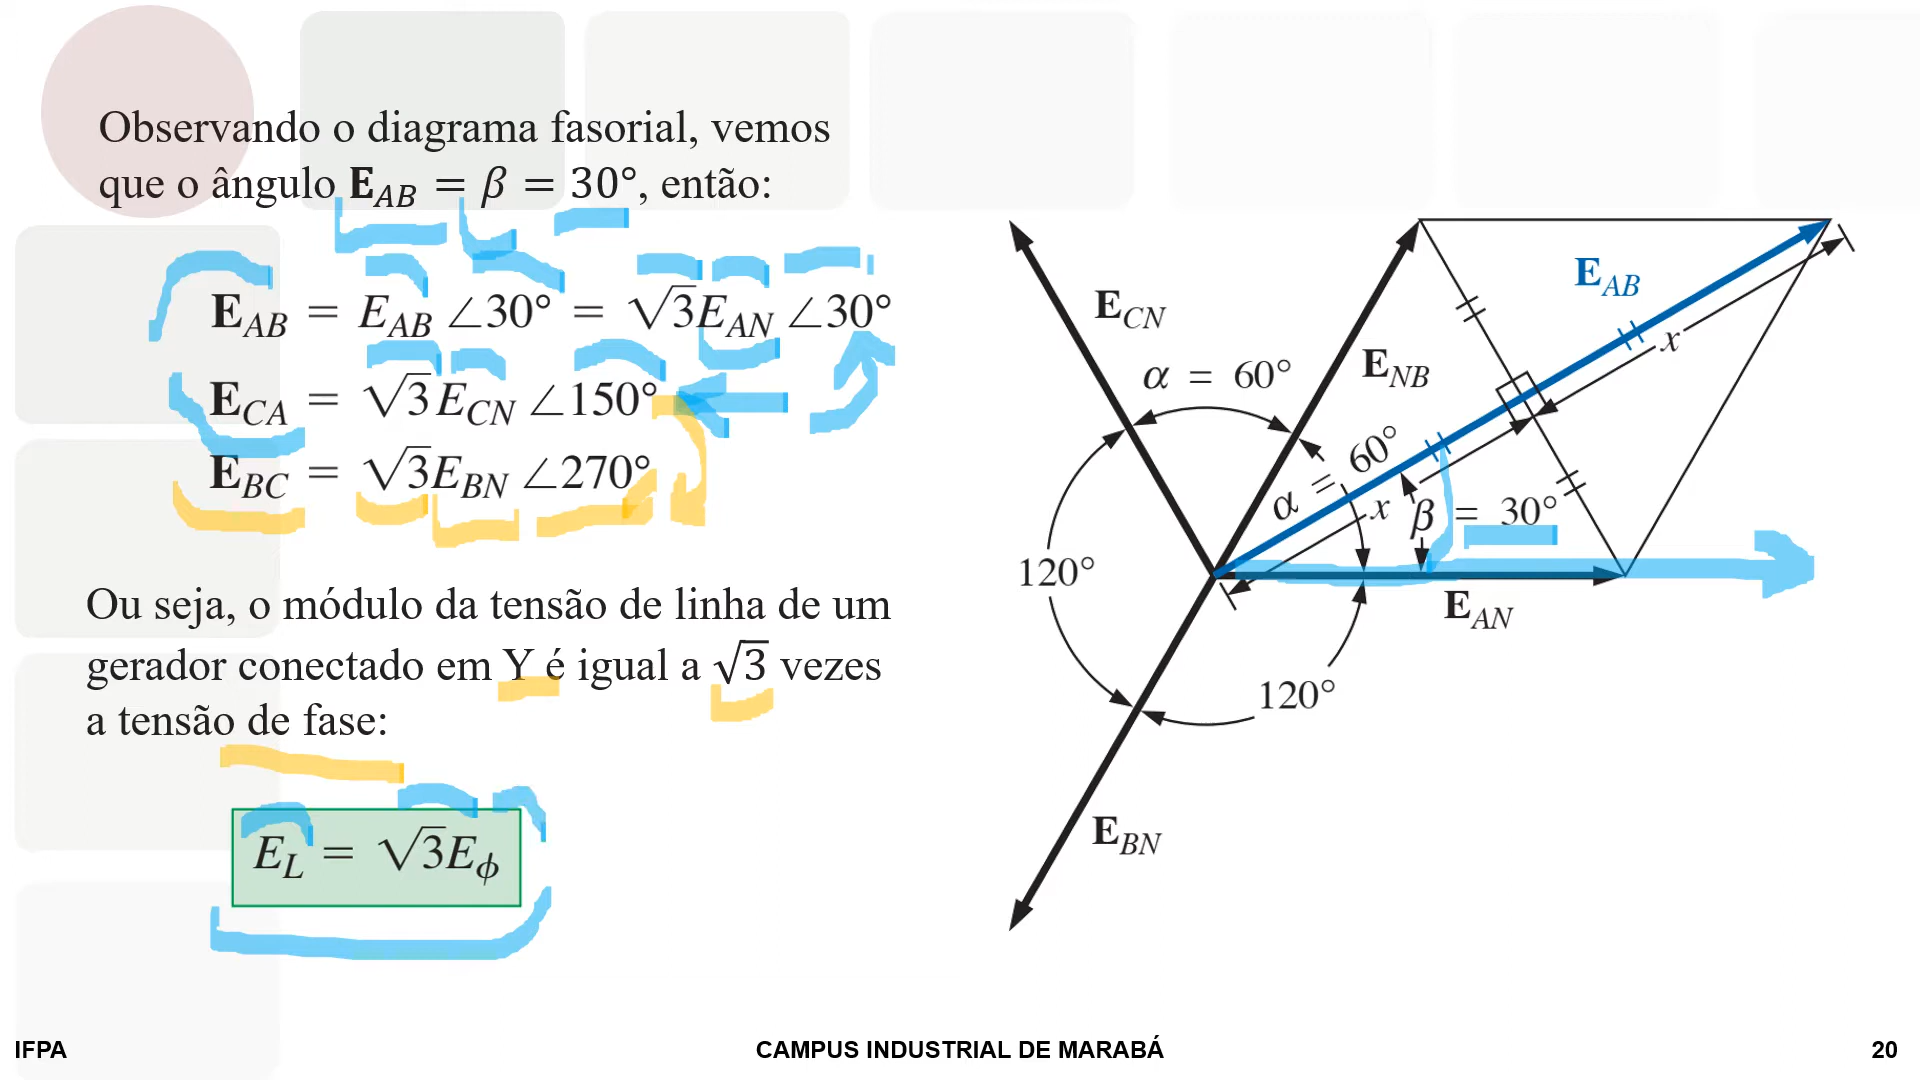 Observando o diagrama fasorial, vemos
que o ângulo E_AB = β = 30°, então:
E_AB = E_AB ∠30° = √3E_AN ∠30°
E_CA = √3E_CN ∠150°
E_BC = √3E_BN ∠270°
Ou seja, o módulo da tensão de linha de um
gerador conectado em Y é igual a √3 vezes
a tensão de fase:
E_L = √3E_ϕ
E_CN
α = 60°
E_NB
E_AB
x
α = 60°
x
β = 30°
120°
E_AN
120°
E_BN
IFPA
CAMPUS INDUSTRIAL DE MARABÁ
20